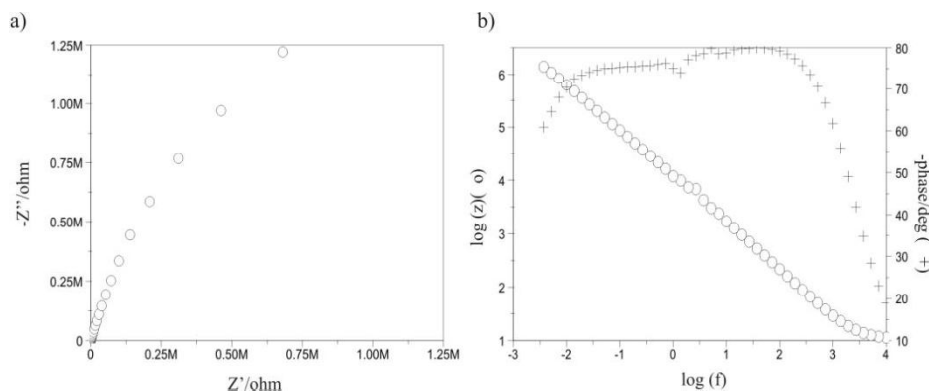 a)
b)
1.25M
1.00M
0.75M
0.50M
0.25M
0
-Z”/ohm
0
0.25M
0.50M
0.75M
1.00M
1.25M
Z’/ohm
6
5
4
3
2
1
log (z)( o)
80
70
60
50
40
30
20
10
-phase/deg( +)
-3
-2
-1
0
1
2
3
4
log (f)